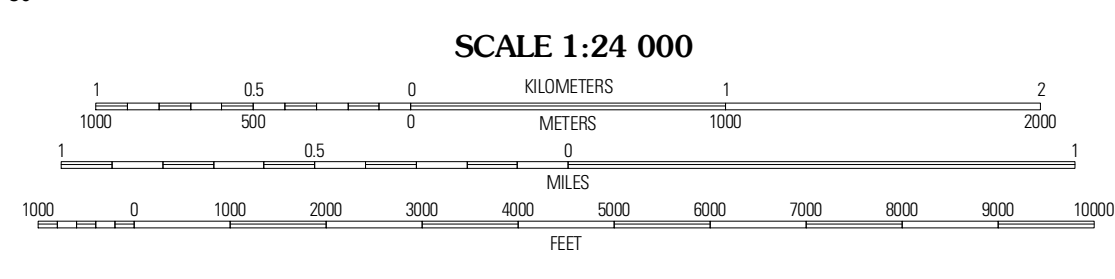 SCALE 1:24 000
1 0.5 0 KILOMETERS 1 2
1000 500 0 METERS 1000 2000
1 0.5 0 1
MILES
1000 0 1000 2000 3000 4000 5000 6000 7000 8000 9000 10000
FEET